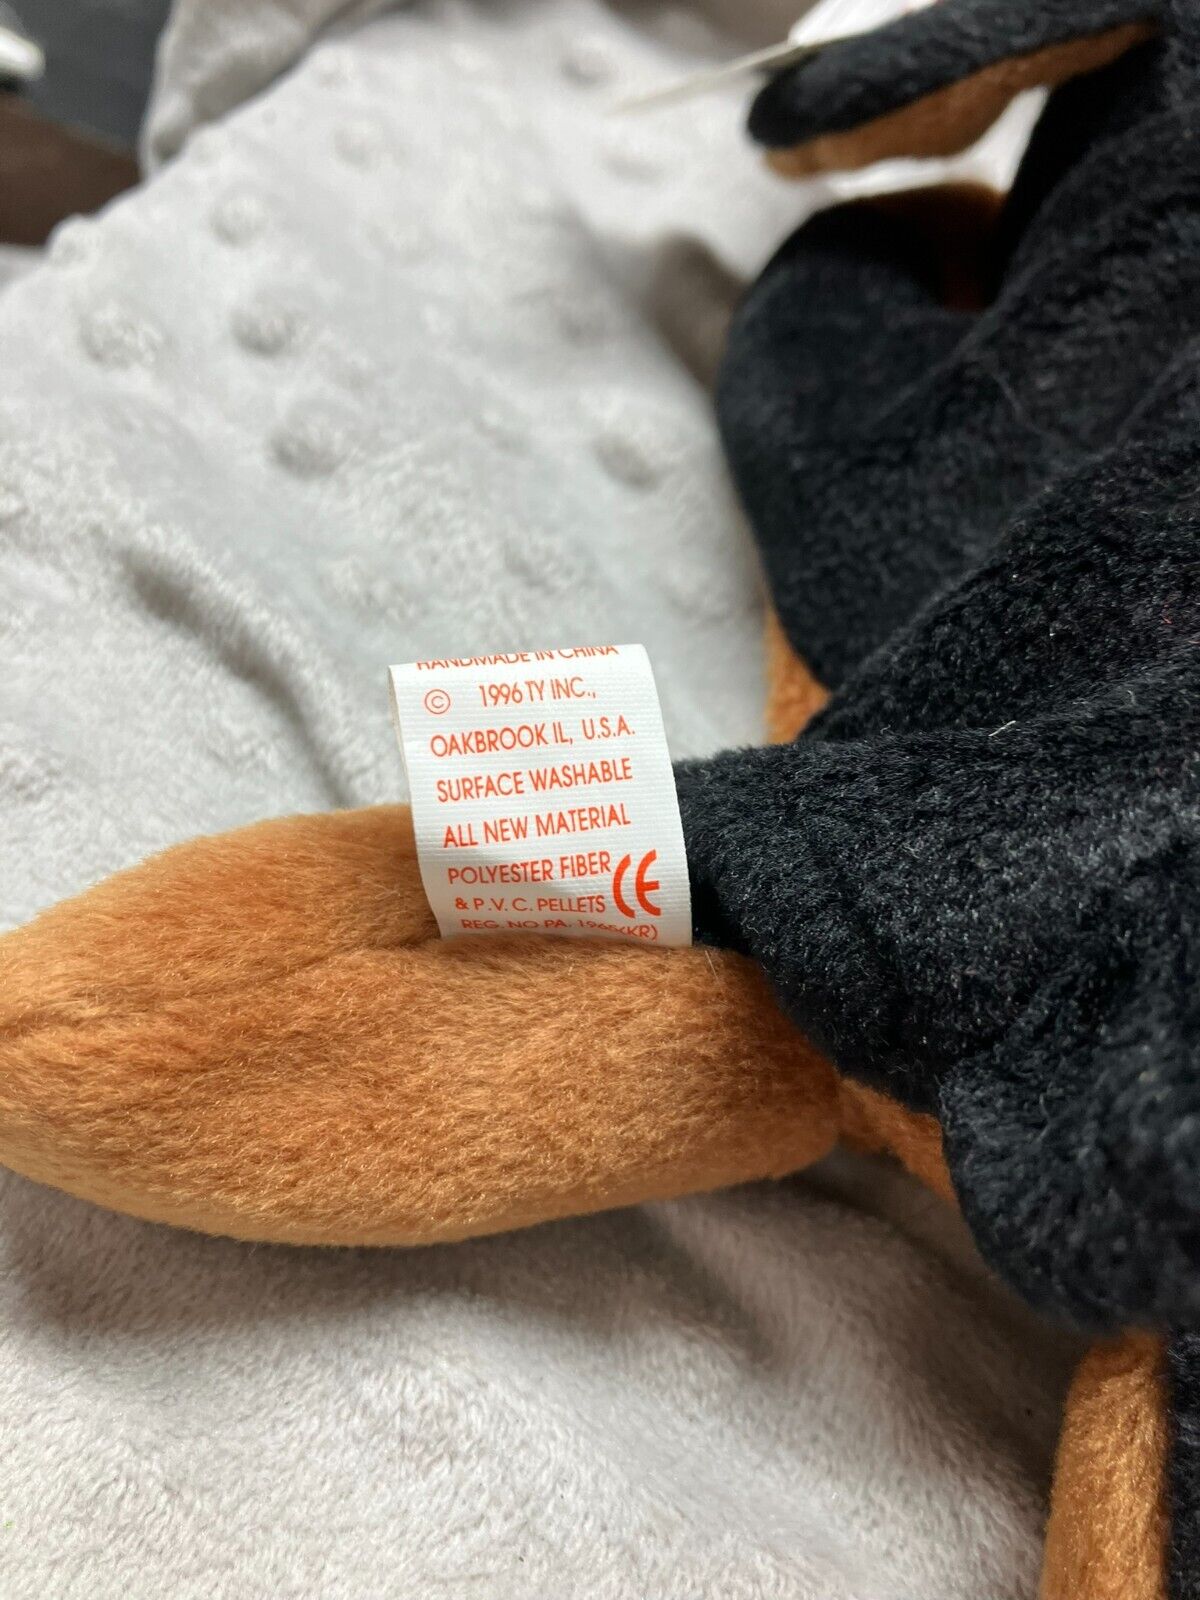 HANDMADE IN CHINA
© 1996 TY INC.,
OAKBROOK IL, U.S.A.
SURFACE WASHABLE
ALL NEW MATERIAL
POLYESTER FIBER
& P.V.C. PELLETS CE
REG. NO PA. 1965(KR)